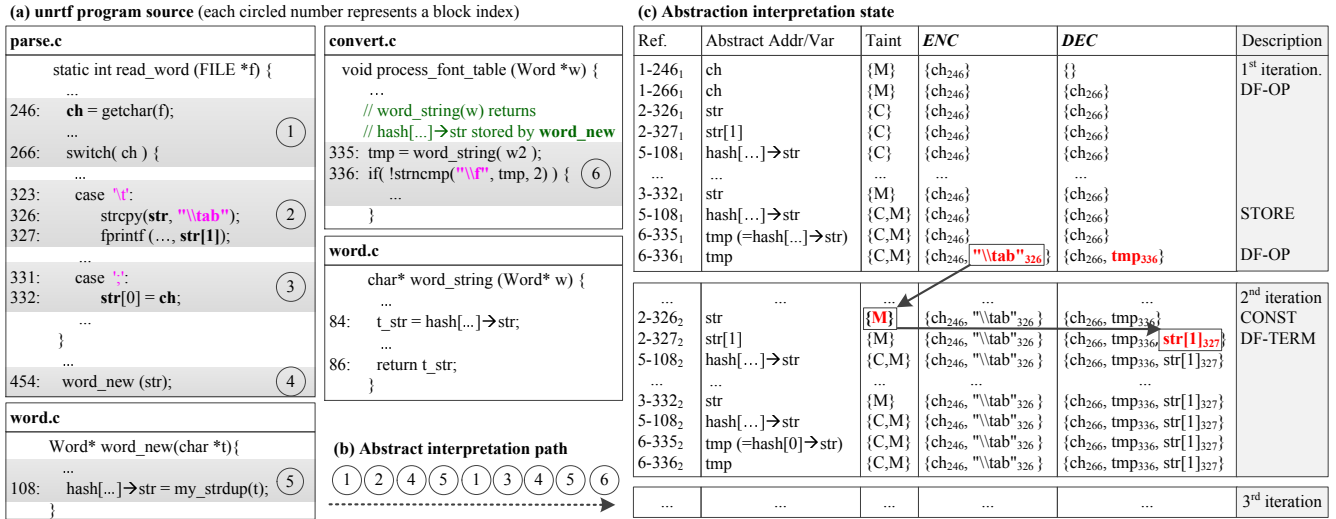 (a) unrtf program source (each circled number represents a block index)
parse.c
static int read_word (FILE *f) {
...
246: ch = getchar(f);
...
266: switch( ch ) {
1
...
323: case '\t':
326: strcpy(str, "\\tab");
327: fprintf (…, str[1]);
2
...
331: case ';':
332: str[0] = ch;
3
...
}
...
454: word_new (str);
4
word.c
Word* word_new(char *t){
...
108: hash[...]→str = my_strdup(t);
5
}
convert.c
void process_font_table (Word *w) {
…
// word_string(w) returns
// hash[...]→str stored by word_new
335: tmp = word_string( w2 );
336: if( !strncmp("\\f", tmp, 2) ) {
6
...
}
word.c
char* word_string (Word* w) {
...
84: t_str = hash[...]→str;
...
86: return t_str;
}
(b) Abstract interpretation path
1 2 4 5 1 3 4 5 6
(c) Abstraction interpretation state
Ref. Abstract Addr/Var Taint ENC DEC Description
1-246₁ ch {M} {ch₂₄₆} {} 1st iteration.
1-266₁ ch {M} {ch₂₄₆} {ch₂₆₆} DF-OP
2-326₁ str {C} {ch₂₄₆} {ch₂₆₆}
2-327₁ str[1] {C} {ch₂₄₆} {ch₂₆₆}
5-108₁ hash[…]→str {C} {ch₂₄₆} {ch₂₆₆}
... ... ... ... ...
3-332₁ str {M} {ch₂₄₆} {ch₂₆₆}
5-108₁ hash[…]→str {C,M} {ch₂₄₆} {ch₂₆₆} STORE
6-335₁ tmp (=hash[...]→str) {C,M} {ch₂₄₆} {ch₂₆₆}
6-336₁ tmp {C,M} {ch₂₄₆, "\\tab"₃₂₆} {ch₂₆₆, tmp₃₃₆} DF-OP
... ... ... ... ... 2nd iteration
2-326₂ str {M} {ch₂₄₆, "\\tab"₃₂₆ } {ch₂₆₆, tmp₃₃₆} CONST
2-327₂ str[1] {M} {ch₂₄₆, "\\tab"₃₂₆ } {ch₂₆₆, tmp₃₃₆, str[1]₃₂₇} DF-TERM
5-108₂ hash[…]→str {C,M} {ch₂₄₆, "\\tab"₃₂₆ } {ch₂₆₆, tmp₃₃₆, str[1]₃₂₇}
... ... ... ... ...
3-332₂ str {M} {ch₂₄₆, "\\tab"₃₂₆ } {ch₂₆₆, tmp₃₃₆, str[1]₃₂₇}
5-108₂ hash[…]→str {C,M} {ch₂₄₆, "\\tab"₃₂₆ } {ch₂₆₆, tmp₃₃₆, str[1]₃₂₇}
6-335₂ tmp (=hash[0]→str) {C,M} {ch₂₄₆, "\\tab"₃₂₆ } {ch₂₆₆, tmp₃₃₆, str[1]₃₂₇}
6-336₂ tmp {C,M} {ch₂₄₆, "\\tab"₃₂₆ } {ch₂₆₆, tmp₃₃₆, str[1]₃₂₇}
... ... ... ... ... 3rd iteration